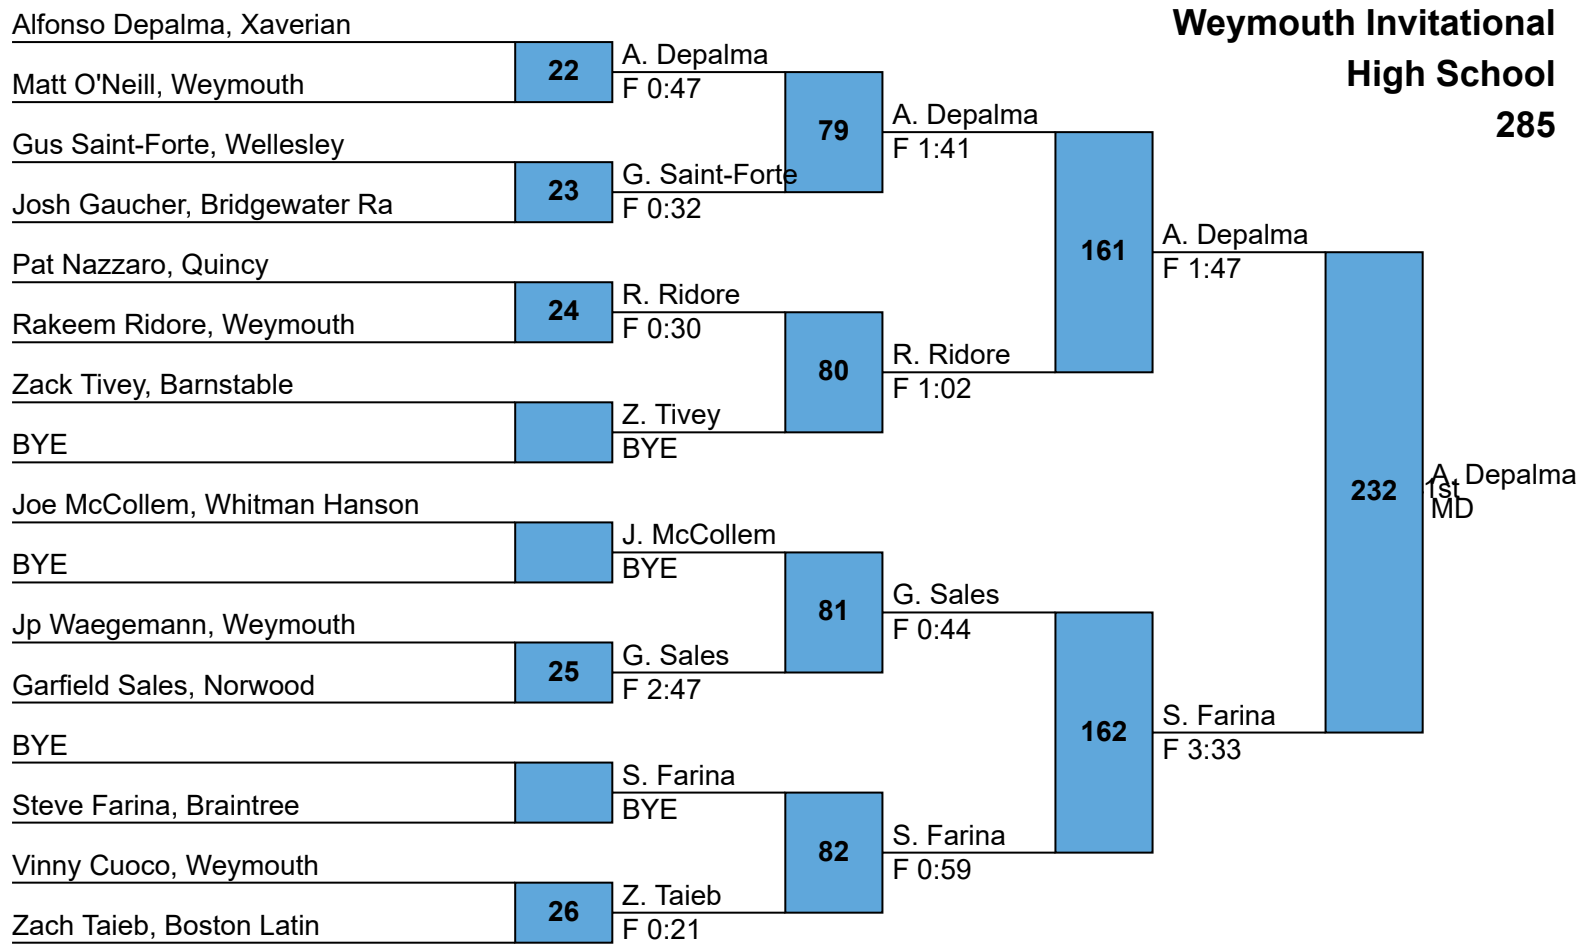 Weymouth Invitational
High School
285
Alfonso Depalma, Xaverian
Matt O'Neill, Weymouth
Gus Saint-Forte, Wellesley
Josh Gaucher, Bridgewater Ra
Pat Nazzaro, Quincy
Rakeem Ridore, Weymouth
Zack Tivey, Barnstable
BYE
Joe McCollem, Whitman Hanson
BYE
Jp Waegemann, Weymouth
Garfield Sales, Norwood
BYE
Steve Farina, Braintree
Vinny Cuoco, Weymouth
Zach Taieb, Boston Latin
22
23
24
25
26
A. Depalma
F 0:47
G. Saint-Forte
F 0:32
R. Ridore
F 0:30
Z. Tivey
BYE
J. McCollem
BYE
G. Sales
F 2:47
S. Farina
BYE
Z. Taieb
F 0:21
79
80
81
82
A. Depalma
F 1:41
R. Ridore
F 1:02
G. Sales
F 0:44
S. Farina
F 0:59
161
162
A. Depalma
F 1:47
S. Farina
F 3:33
232
A. Depalma
1st
MD